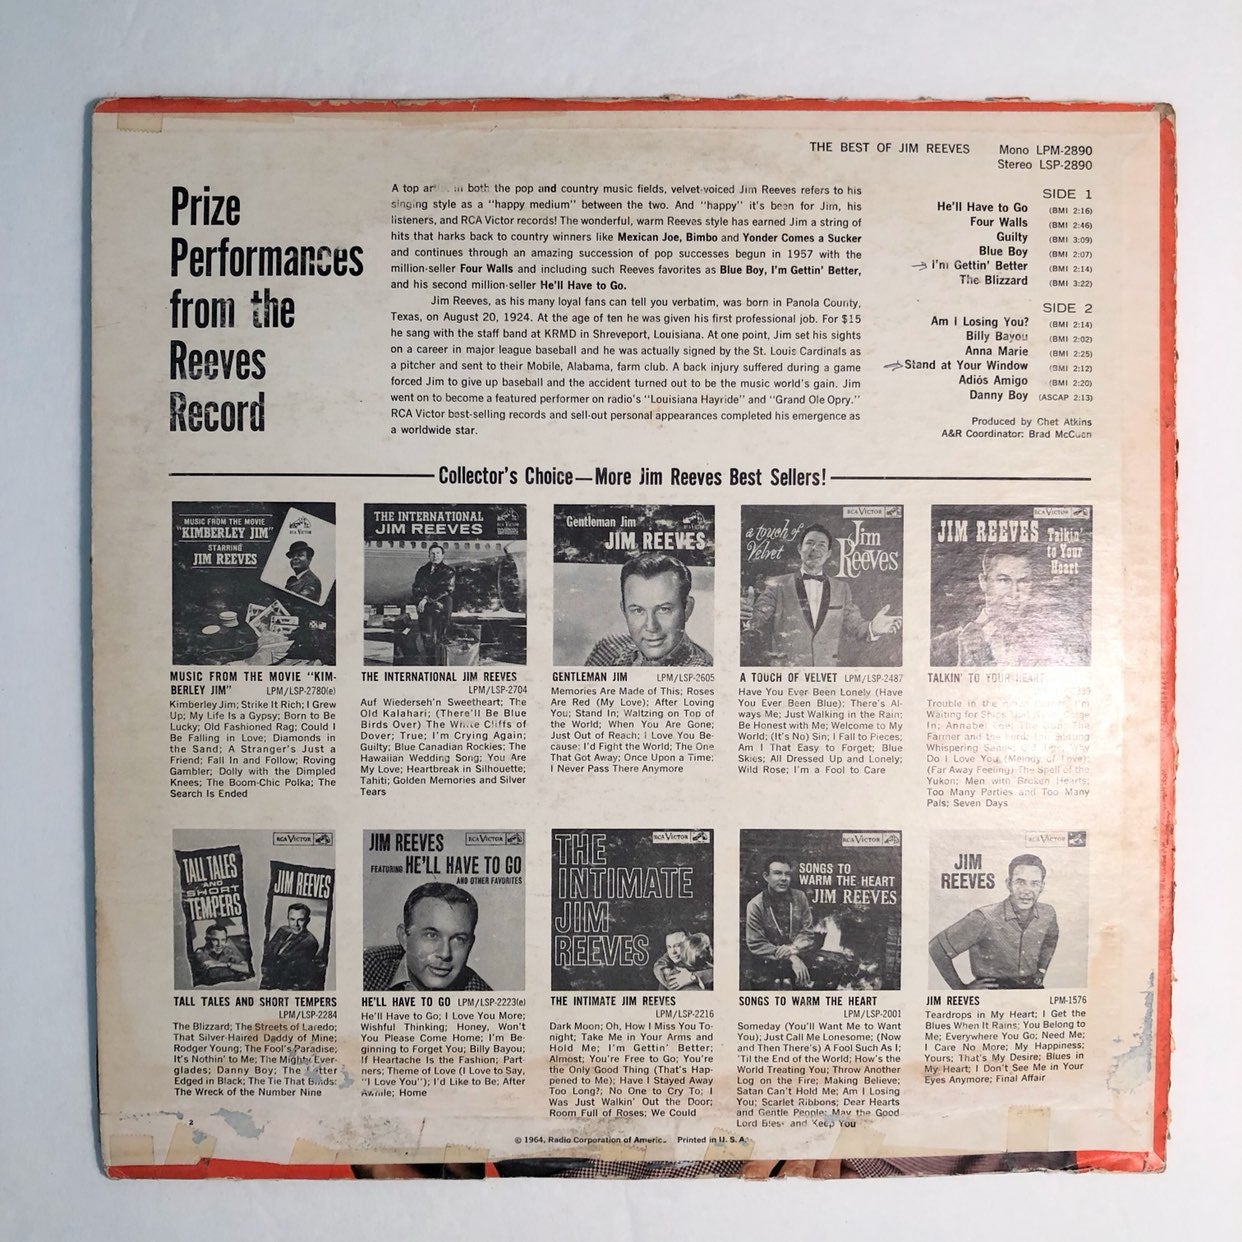 THE BEST OF JIM REEVES Mono LPM-2890
Stereo LSP-2890
Prize
Performances
from the
Reeves
Record
A top in both the pop and country music fields, velvet-voiced Jim Reeves refers to his
singing style as a "happy medium" between the two. And "happy" it's been for Jim, his
listeners, and RCA Victor records! The wonderful, warm Reeves style has earned Jim a string of
hits that harks back to country winners like Mexican Joe, Bimbo and Yonder Comes a Sucker
and continues through an amazing succession of pop successes begun in 1957 with the
million-seller Four Walls and including such Reeves favorites as Blue Boy, I'm Gettin' Better,
and his second million-seller He'll Have to Go.
Jim Reeves, as his many loyal fans can tell you verbatim, was born in Panola County,
Texas, on August 20, 1924. At the age of ten he was given his first professional job. For $15
he sang with the staff band at KRMD in Shreveport, Louisiana. At one point, Jim set his sights
on a career in major league baseball and he was actually signed by the St. Louis Cardinals as
a pitcher and sent to their Mobile, Alabama, farm club. A back injury suffered during a game
forced Jim to give up baseball and the accident turned out to be the music world's gain. Jim
went on to become a featured performer on radio's "Louisiana Hayride" and "Grand Ole Opry."
RCA Victor best-selling records and sell-out personal appearances completed his emergence as
a worldwide star.
SIDE 1
He'll Have to Go (BMI 2:16)
Four Walls (BMI 2:46)
Guilty (BMI 3:09)
Blue Boy (BMI 2:07)
I'm Gettin' Better (BMI 2:14)
The Blizzard (BMI 3:22)
SIDE 2
Am I Losing You? (BMI 2:14)
Billy Bayou (BMI 2:02)
Anna Marie (BMI 2:25)
Stand at Your Window (BMI 2:12)
Adiós Amigo (BMI 2:20)
Danny Boy (ASCAP 2:13)
Produced by Chet Atkins
A&R Coordinator: Brad McCuen
Collector's Choice—More Jim Reeves Best Sellers!
MUSIC FROM THE MOVIE
"KIMBERLEY JIM"
STARRING
JIM REEVES
MUSIC FROM THE MOVIE "KIM-
BERLEY JIM" LPM/LSP-2780(e)
Kimberley Jim; Strike It Rich; I Grew
Up; My Life Is a Gypsy; Born to Be
Lucky; Old Fashioned Rag; Could I
Be Falling in Love; Diamonds in
the Sand; A Stranger's Just a
Friend; Fall In and Follow; Roving
Gambler; Dolly with the Dimpled
Knees; The Boom-Chic Polka; The
Search Is Ended
THE INTERNATIONAL
JIM REEVES
THE INTERNATIONAL JIM REEVES
LPM/LSP-2704
Auf Wiederseh'n Sweetheart; The
Old Kalahari; (There'll Be Blue
Birds Over) The White Cliffs of
Dover; True; I'm Crying Again;
Guilty; Blue Canadian Rockies; The
Hawaiian Wedding Song; You Are
My Love; Heartbreak in Silhouette;
Tahiti; Golden Memories and Silver
Tears
Gentleman Jim
JIM REEVES
GENTLEMAN JIM LPM/LSP-2605
Memories Are Made of This; Roses
Are Red (My Love); After Loving
You; Stand In; Waltzing on Top of
the World; When You Are Gone;
Just Out of Reach; I Love You Be-
cause; I'd Fight the World; The One
That Got Away; Once Upon a Time;
I Never Pass There Anymore
RCA VICTOR
a touch of
Velvet
Jim
Reeves
A TOUCH OF VELVET LPM/LSP-2487
Have You Ever Been Lonely (Have
You Ever Been Blue); There's Al-
ways Me; Just Walking in the Rain;
Be Honest with Me; Welcome to My
World; (It's No) Sin; I Fall to Pieces;
Am I That Easy to Forget; Blue
Skies; All Dressed Up and Lonely;
Wild Rose; I'm a Fool to Care
RCA VICTOR
JIM REEVES
Talkin'
to Your
Heart
TALKIN' TO YOUR HEART
Trouble in the
Waiting for Ships
Farmer and the Lord;
Whispering
Do I Love You (Melody of Love);
(Far Away Feeling) The Spell of the
Yukon; Men with Broken Hearts;
Too Many Parties and Too Many
Pals; Seven Days
RCA VICTOR
TALL TALES
AND
SHORT
TEMPERS
JIM REEVES
TALL TALES AND SHORT TEMPERS
LPM/LSP-2284
The Blizzard; The Streets of Laredo;
That Silver-Haired Daddy of Mine;
Rodger Young; The Fool's Paradise;
It's Nothin' to Me; The Mighty Ever-
glades; Danny Boy; The Letter
Edged in Black; The Tie That Binds;
The Wreck of the Number Nine
RCA VICTOR
JIM REEVES
FEATURING HE'LL HAVE TO GO
AND OTHER FAVORITES
HE'LL HAVE TO GO LPM/LSP-2223(e)
He'll Have to Go; I Love You More;
Wishful Thinking; Honey, Won't
You Please Come Home; I'm Be-
ginning to Forget You; Billy Bayou;
If Heartache Is the Fashion; Part-
ners; Theme of Love (I Love to Say,
"I Love You"); I'd Like to Be; After
Awhile; Home
RCA VICTOR
THE
INTIMATE
JIM
REEVES
THE INTIMATE JIM REEVES
LPM/LSP-2216
Dark Moon; Oh, How I Miss You To-
night; Take Me in Your Arms and
Hold Me; I'm Gettin' Better;
Almost; You're Free to Go; You're
the Only Good Thing (That's Hap-
pened to Me); Have I Stayed Away
Too Long?; No One to Cry To; I
Was Just Walkin' Out the Door;
Room Full of Roses; We Could
RCA VICTOR
SONGS TO
WARM THE HEART
JIM REEVES
SONGS TO WARM THE HEART
LPM/LSP-2001
Someday (You'll Want Me to Want
You); Just Call Me Lonesome; (Now
and Then There's) A Fool Such As I;
'Til the End of the World; How's the
World Treating You; Throw Another
Log on the Fire; Making Believe;
Satan Can't Hold Me; Am I Losing
You; Scarlet Ribbons; Dear Hearts
and Gentle People; May the Good
Lord Bless and Keep You
RCA VICTOR
JIM
REEVES
JIM REEVES LPM-1576
Teardrops in My Heart; I Get the
Blues When It Rains; You Belong to
Me; Everywhere You Go; Need Me;
I Care No More; My Happiness;
Yours; That's My Desire; Blues in
My Heart; I Don't See Me in Your
Eyes Anymore; Final Affair
2
© 1964, Radio Corporation of America Printed in U. S. A.